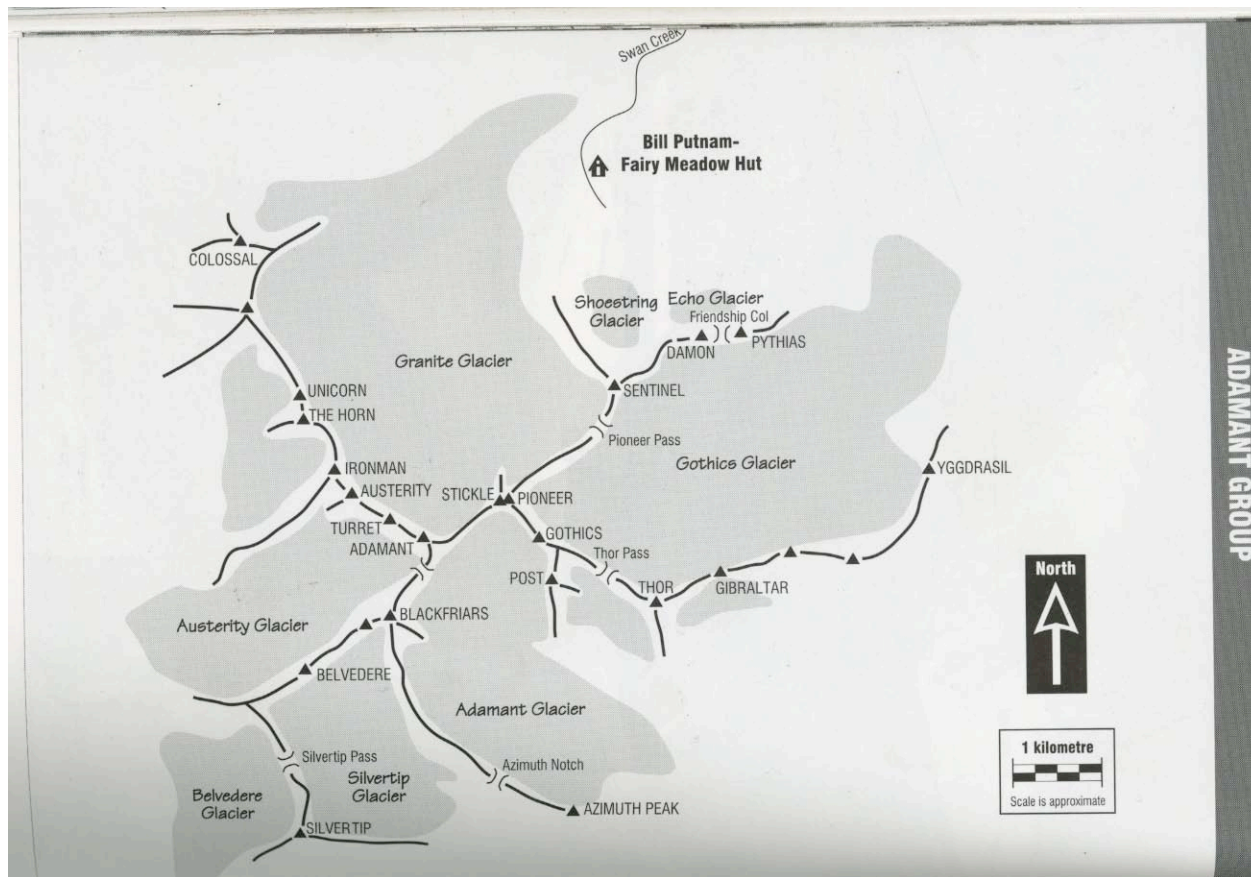 Swan Creek
Bill Putnam-
Fairy Meadow Hut
COLOSSAL
Shoestring
Glacier
Echo Glacier
Friendship Col
DAMON
PYTHIAS
Granite Glacier
SENTINEL
UNICORN
THE HORN
Pioneer Pass
Gothics Glacier
YGGDRASIL
IRONMAN
AUSTERITY
STICKLE
PIONEER
TURRET
ADAMANT
GOTHICS
Thor Pass
POST
THOR
GIBRALTAR
BLACKFRIARS
Austerity Glacier
BELVEDERE
Adamant Glacier
Silvertip Pass
Azimuth Notch
Silvertip
Glacier
Belvedere
Glacier
AZIMUTH PEAK
SILVERTIP
North
1 kilometre
Scale is approximate
ADAMANT GROUP